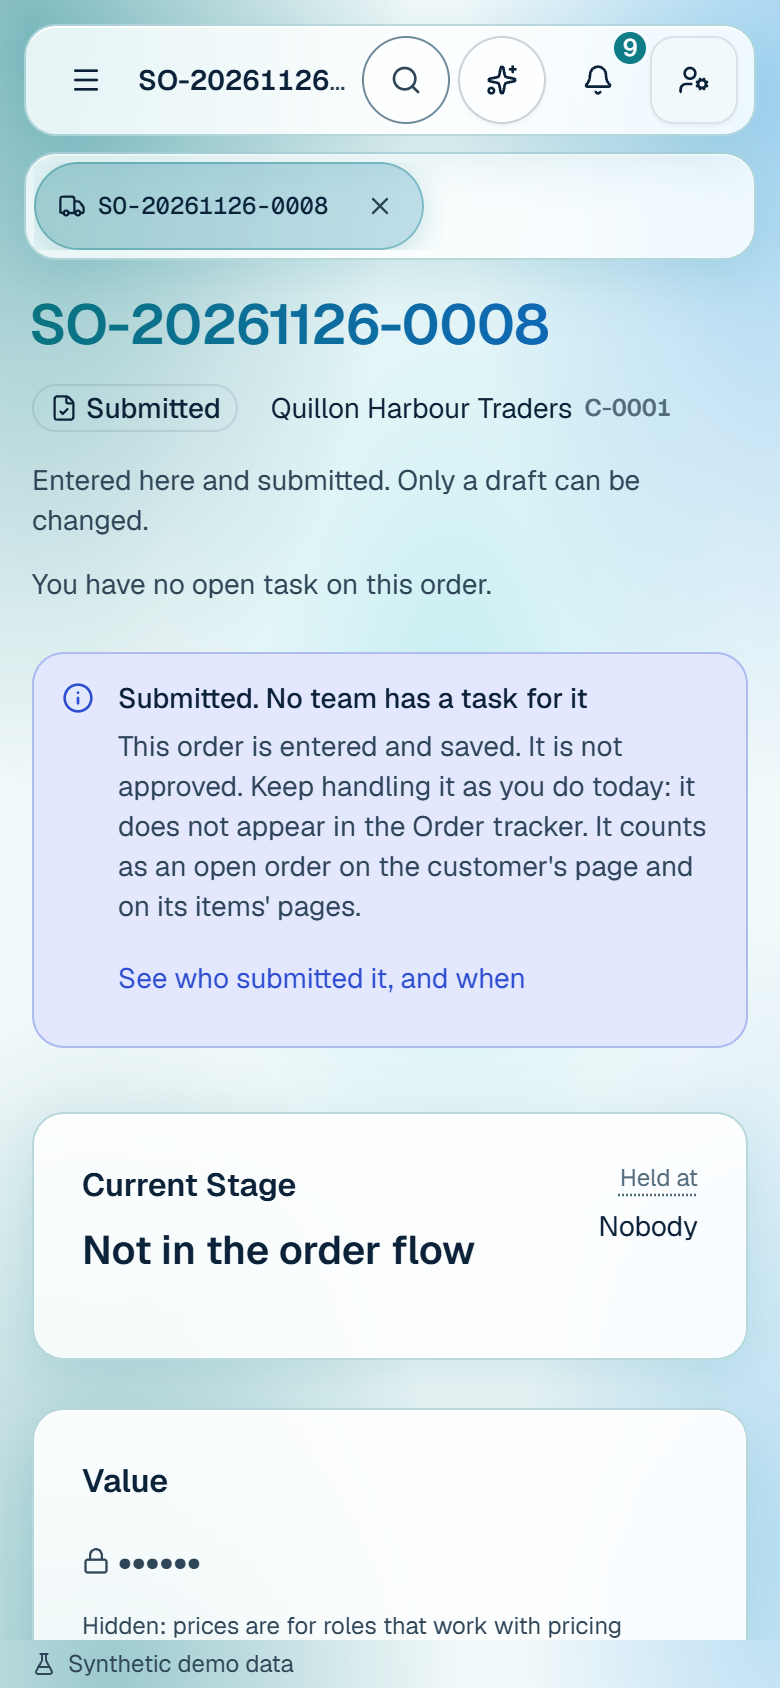 SO-20261126…
9
SO-20261126-0008
SO-20261126-0008
Submitted
Quillon Harbour Traders C-0001
Entered here and submitted. Only a draft can be
changed.
You have no open task on this order.
Submitted. No team has a task for it
This order is entered and saved. It is not
approved. Keep handling it as you do today: it
does not appear in the Order tracker. It counts
as an open order on the customer's page and
on its items' pages.
See who submitted it, and when
Current Stage
Held at
Not in the order flow
Nobody
Value
••••••
Hidden: prices are for roles that work with pricing
Synthetic demo data